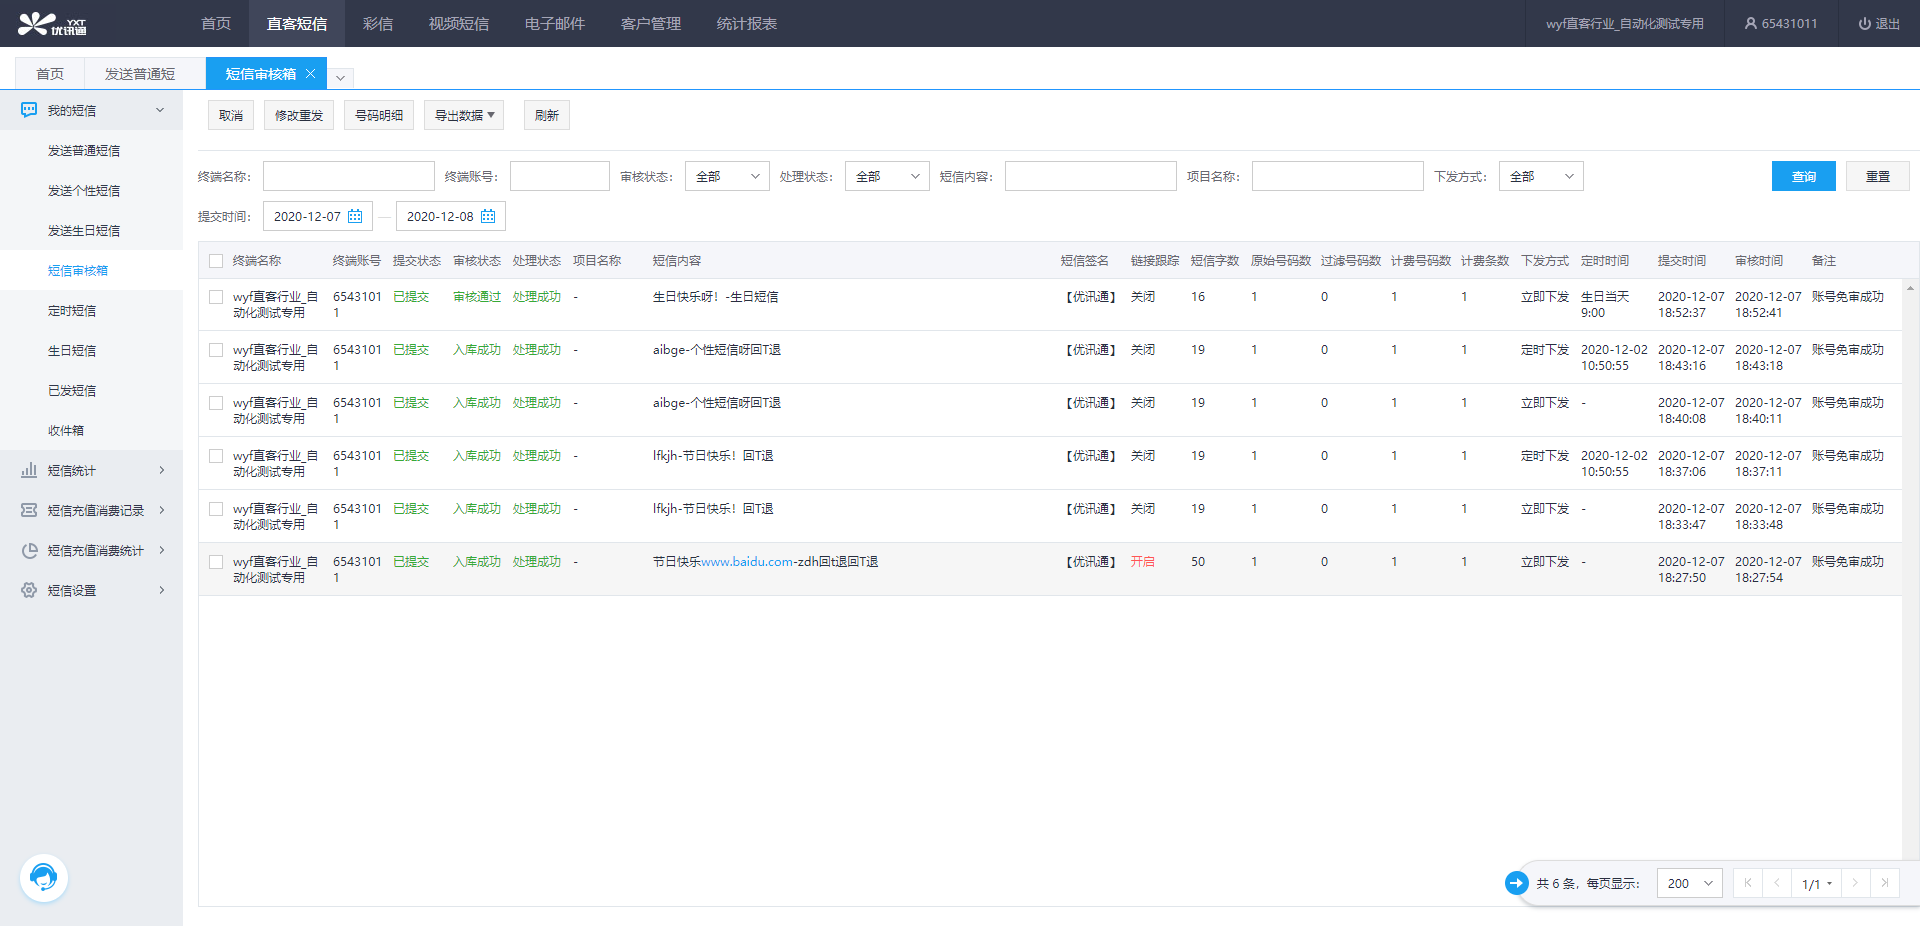 YXT
优讯通
首页 直客短信 彩信 视频短信 电子邮件 客户管理 统计报表 wyf直客行业_自动化测试专用 65431011 退出
首页 发送普通短 短信审核箱
我的短信
发送普通短信
发送个性短信
发送生日短信
短信审核箱
定时短信
生日短信
已发短信
收件箱
短信统计
短信充值消费记录
短信充值消费统计
短信设置
取消 修改重发 号码明细 导出数据 刷新
终端名称： 终端账号： 审核状态： 全部 处理状态： 全部 短信内容： 项目名称： 下发方式： 全部 查询 重置
提交时间： 2020-12-07 — 2020-12-08
终端名称 终端账号 提交状态 审核状态 处理状态 项目名称 短信内容 短信签名 链接跟踪 短信字数 原始号码数 过滤号码数 计费号码数 计费条数 下发方式 定时时间 提交时间 审核时间 备注
wyf直客行业_自 6543101 已提交 审核通过 处理成功 - 生日快乐呀！-生日短信 【优讯通】 关闭 16 1 0 1 1 立即下发 生日当天 2020-12-07 2020-12-07 账号免审成功
动化测试专用 1 9:00 18:52:37 18:52:41
wyf直客行业_自 6543101 已提交 入库成功 处理成功 - aibge-个性短信呀回T退 【优讯通】 关闭 19 1 0 1 1 定时下发 2020-12-02 2020-12-07 2020-12-07 账号免审成功
动化测试专用 1 10:50:55 18:43:16 18:43:18
wyf直客行业_自 6543101 已提交 入库成功 处理成功 - aibge-个性短信呀回T退 【优讯通】 关闭 19 1 0 1 1 立即下发 - 2020-12-07 2020-12-07 账号免审成功
动化测试专用 1 18:40:08 18:40:11
wyf直客行业_自 6543101 已提交 入库成功 处理成功 - lfkjh-节日快乐！回T退 【优讯通】 关闭 19 1 0 1 1 定时下发 2020-12-02 2020-12-07 2020-12-07 账号免审成功
动化测试专用 1 10:50:55 18:37:06 18:37:11
wyf直客行业_自 6543101 已提交 入库成功 处理成功 - lfkjh-节日快乐！回T退 【优讯通】 关闭 19 1 0 1 1 立即下发 - 2020-12-07 2020-12-07 账号免审成功
动化测试专用 1 18:33:47 18:33:48
wyf直客行业_自 6543101 已提交 入库成功 处理成功 - 节日快乐www.baidu.com-zdh回t退回T退 【优讯通】 开启 50 1 0 1 1 立即下发 - 2020-12-07 2020-12-07 账号免审成功
动化测试专用 1 18:27:50 18:27:54
共 6 条，每页显示： 200 1/1